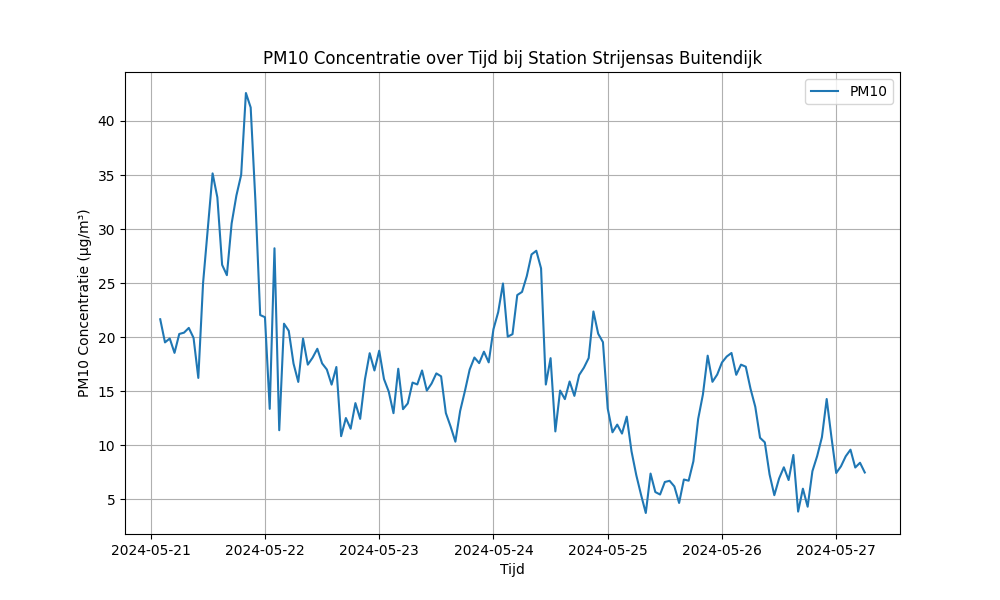 PM10 Concentratie over Tijd bij Station Strijensas Buitendijk
PM10
PM10 Concentratie (µg/m³)
40
35
30
25
20
15
10
5
2024-05-21 2024-05-22 2024-05-23 2024-05-24 2024-05-25 2024-05-26 2024-05-27
Tijd